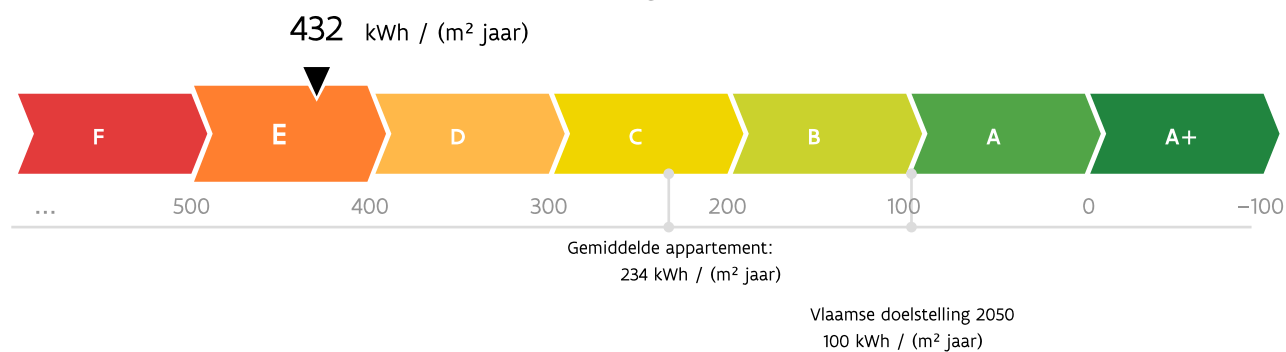 432 kWh / (m² jaar)
F E D C B A A+
... 500 400 300 200 100 0 −100
Gemiddelde appartement:
234 kWh / (m² jaar)
Vlaamse doelstelling 2050
100 kWh / (m² jaar)